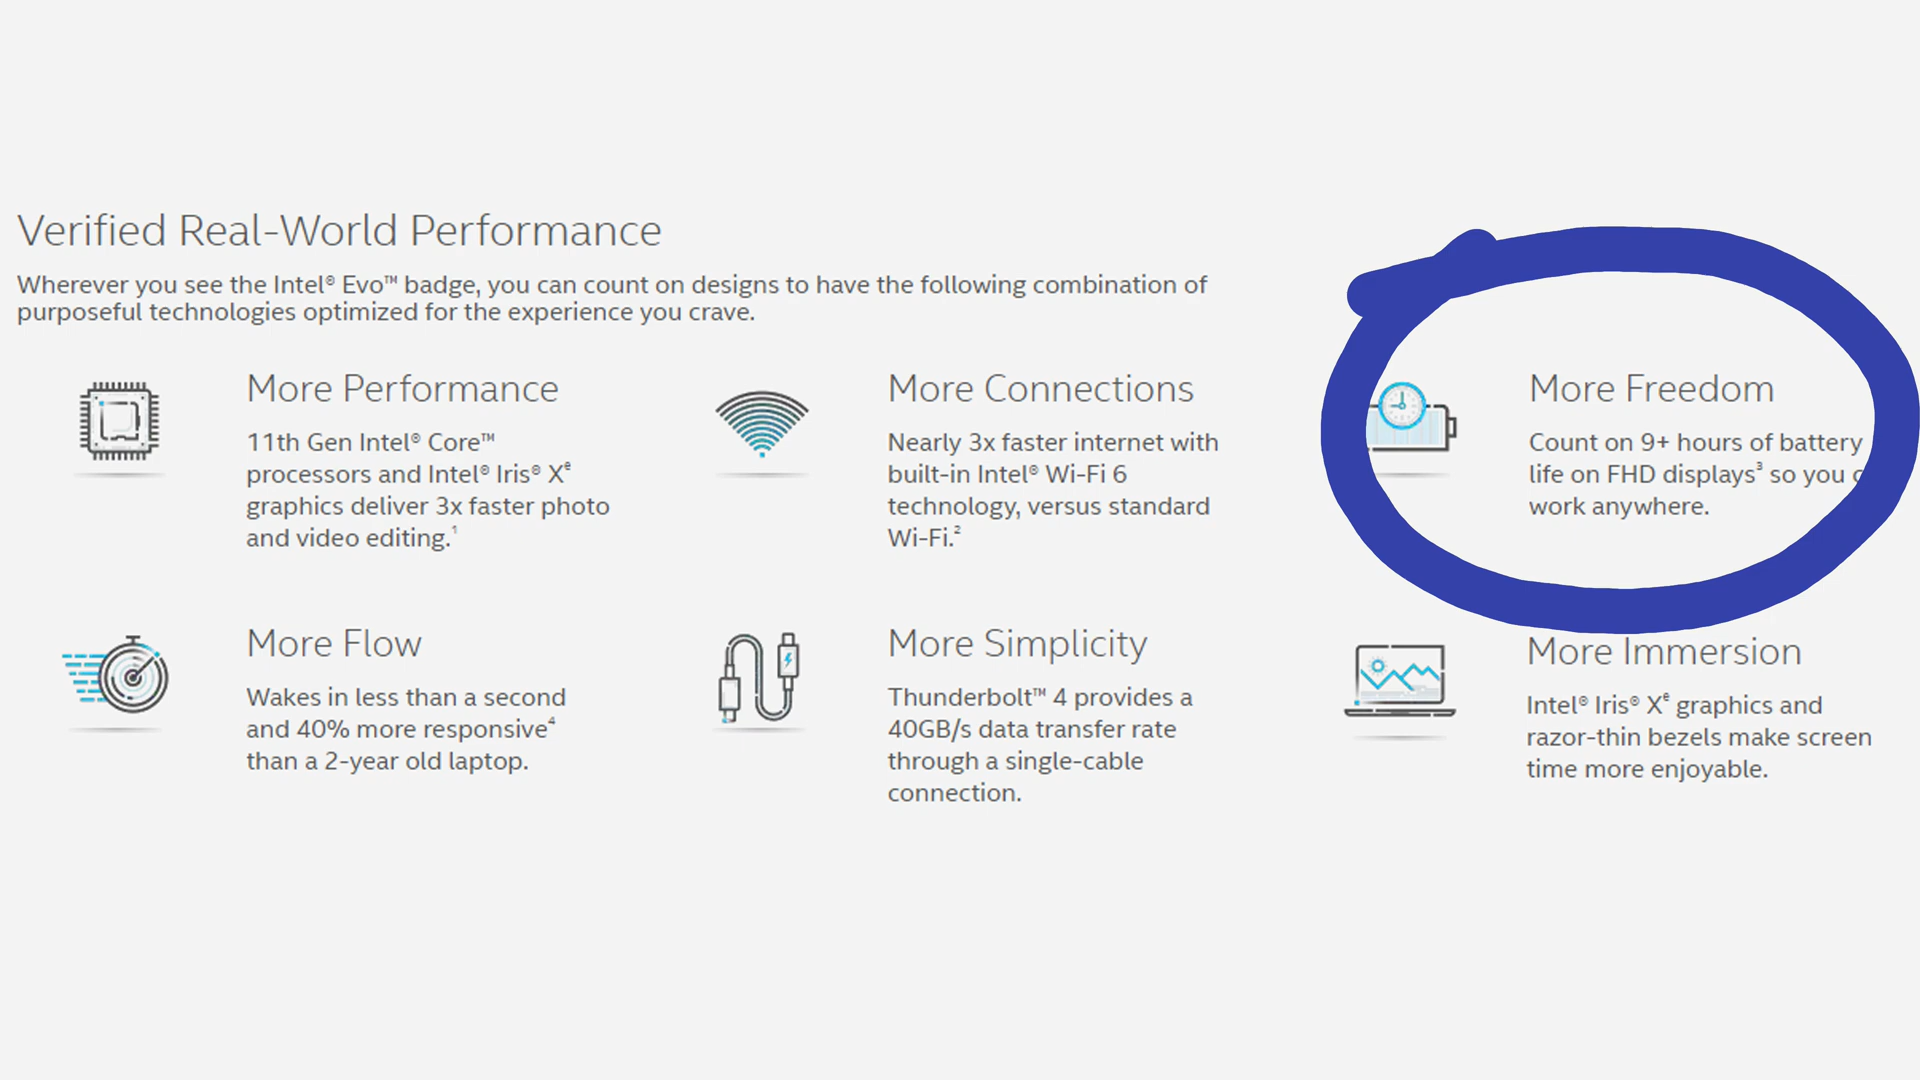 Verified Real-World Performance
Wherever you see the Intel® Evo™ badge, you can count on designs to have the following combination of
purposeful technologies optimized for the experience you crave.
More Performance
11th Gen Intel® Core™
processors and Intel® Iris® Xᵉ
graphics deliver 3x faster photo
and video editing.¹
More Connections
Nearly 3x faster internet with
built-in Intel® Wi-Fi 6
technology, versus standard
Wi-Fi.²
More Freedom
Count on 9+ hours of battery
life on FHD displays³ so you
work anywhere.
More Flow
Wakes in less than a second
and 40% more responsive⁴
than a 2-year old laptop.
More Simplicity
Thunderbolt™ 4 provides a
40GB/s data transfer rate
through a single-cable
connection.
More Immersion
Intel® Iris® Xᵉ graphics and
razor-thin bezels make screen
time more enjoyable.